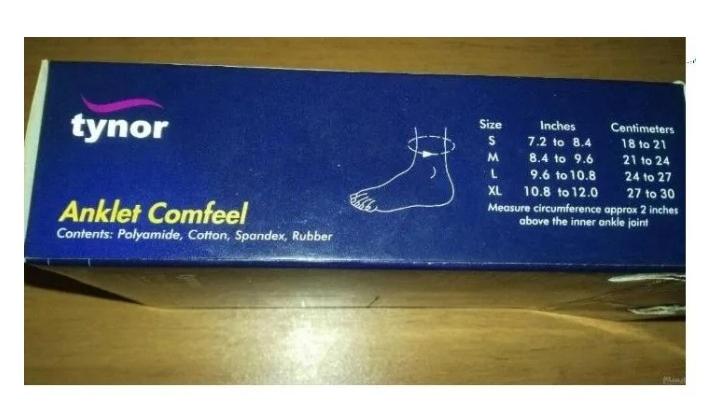 tynor
Anklet Comfeel
Contents: Polyamide, Cotton, Spandex, Rubber
Size Inches Centimeters
S 7.2 to 8.4 18 to 21
M 8.4 to 9.6 21 to 24
L 9.6 to 10.8 24 to 27
XL 10.8 to 12.0 27 to 30
Measure circumference approx 2 inches
above the inner ankle joint